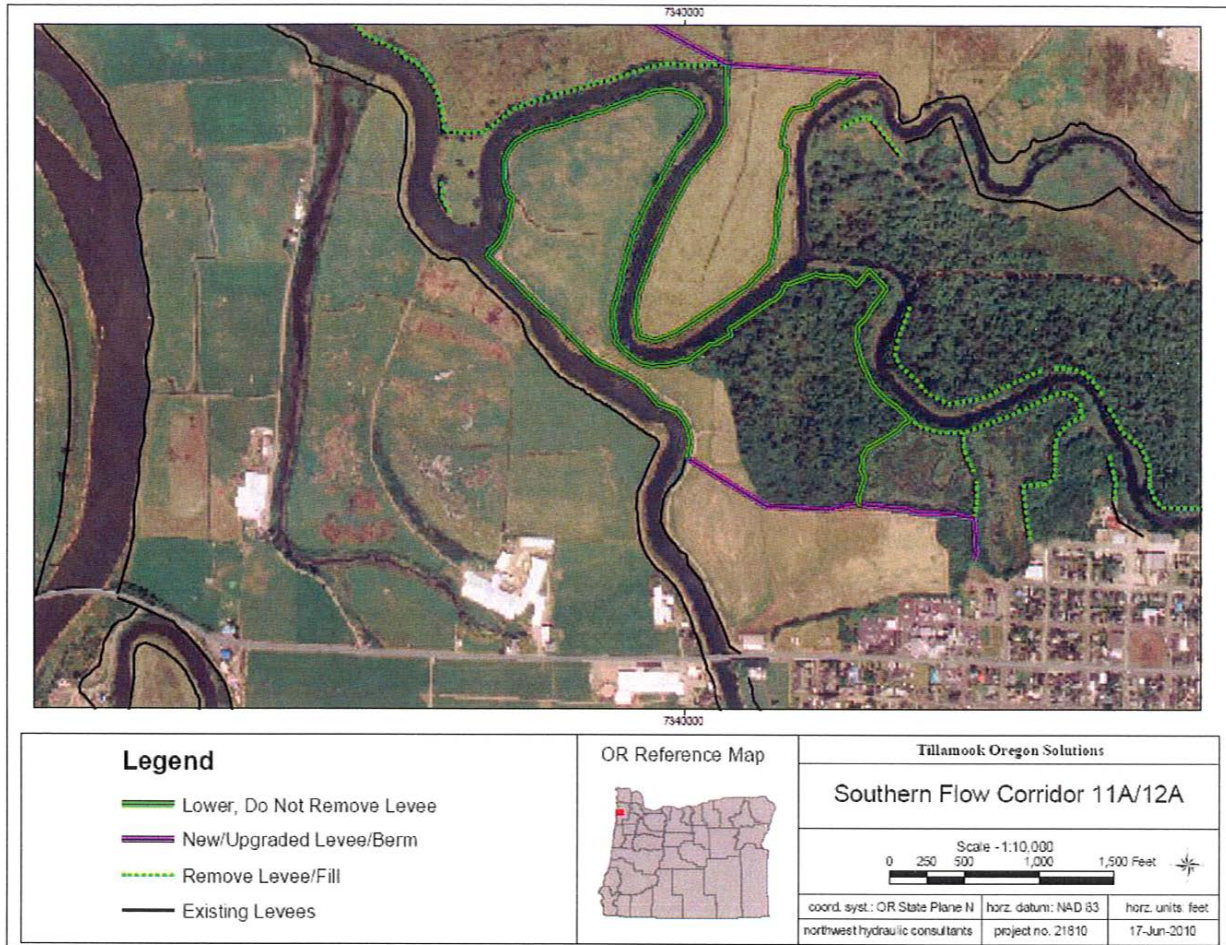 7340000
7340000
Legend
Lower, Do Not Remove Levee
New/Upgraded Levee/Berm
Remove Levee/Fill
Existing Levees
OR Reference Map
Tillamook Oregon Solutions
Southern Flow Corridor 11A/12A
Scale - 1:10,000
0 250 500 1,000 1,500 Feet
coord. syst.: OR State Plane N
horz. datum: NAD 83
horz. units: feet
northwest hydraulic consultants
project no. 21810
17-Jun-2010